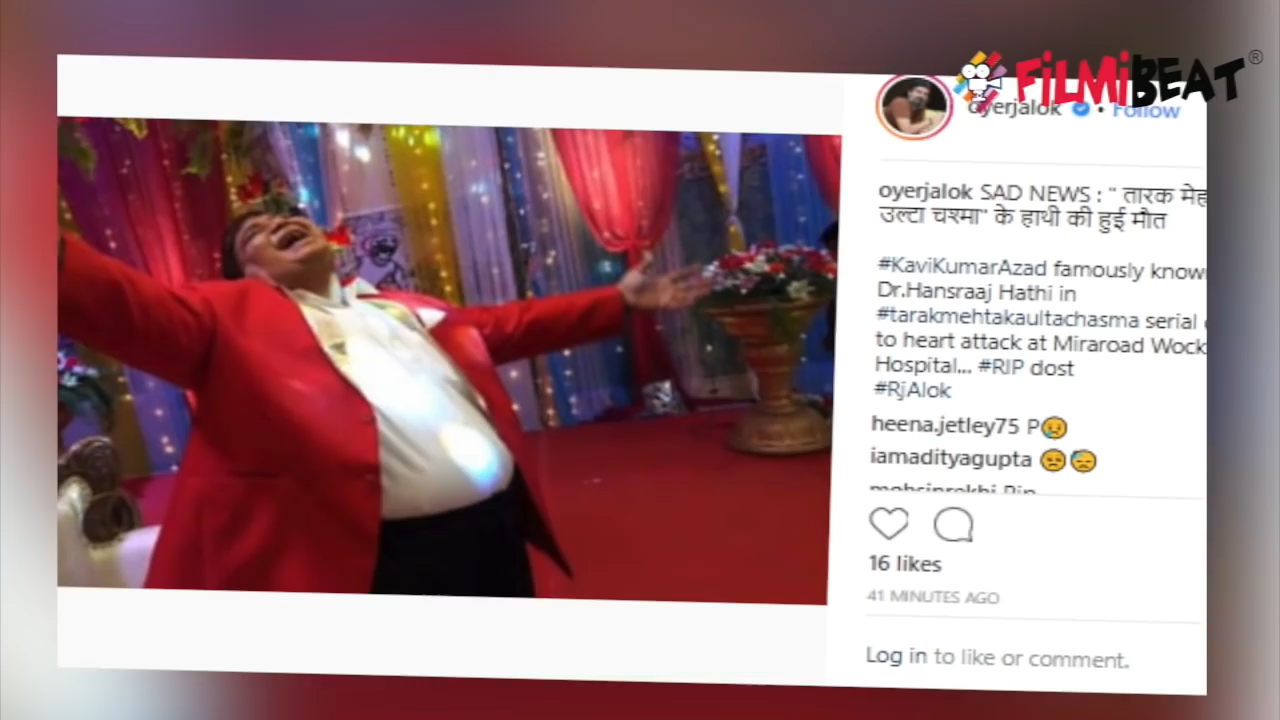 FiLMiBEAT®
oyerjalok • Follow
oyerjalok SAD NEWS : " तारक मेह
उल्टा चश्मा" के हाथी की हुई मौत
#KaviKumarAzad famously know
Dr.Hansraaj Hathi in
#tarakmehtakaultachasma serial
to heart attack at Miraroad Wock
Hospital... #RIP dost
#RjAlok
heena.jetley75 P😢
iamadityagupta 😔😓
mohsinrokhi Rip
16 likes
41 MINUTES AGO
Log in to like or comment.